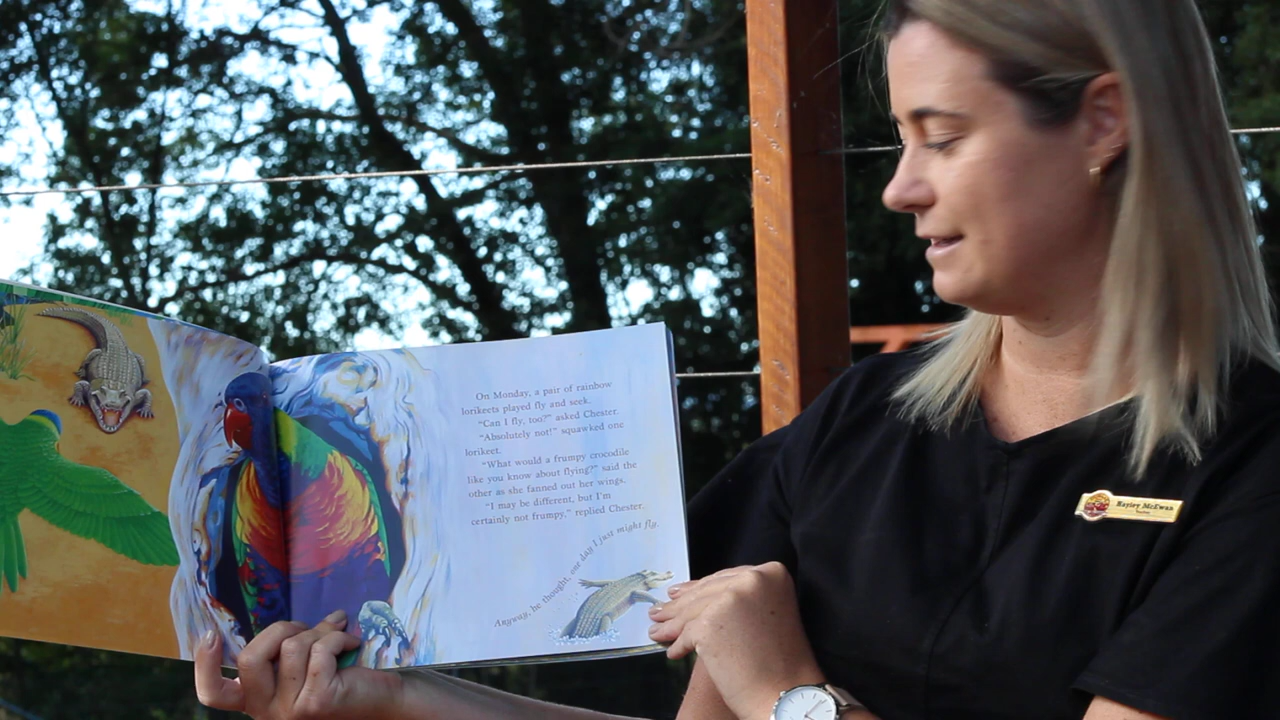 On Monday, a pair of rainbow
lorikeets played fly and seek.
"Can I fly, too?" asked Chester.
"Absolutely not!" squawked one
lorikeet.
"What would a frumpy crocodile
like you know about flying?" said the
other as she fanned out her wings.
"I may be different, but I'm
certainly not frumpy," replied Chester.
Anyway, he thought, one day I just might fly.
Hayley McEwan